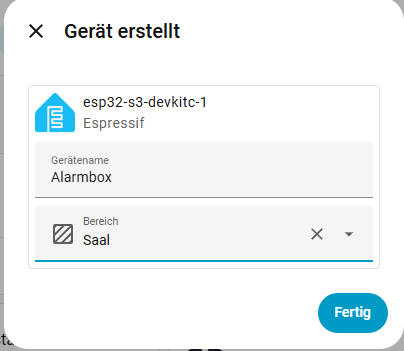 Gerät erstellt
esp32-s3-devkitc-1
Espressif
Gerätename
Alarmbox
Bereich
Saal
Fertig